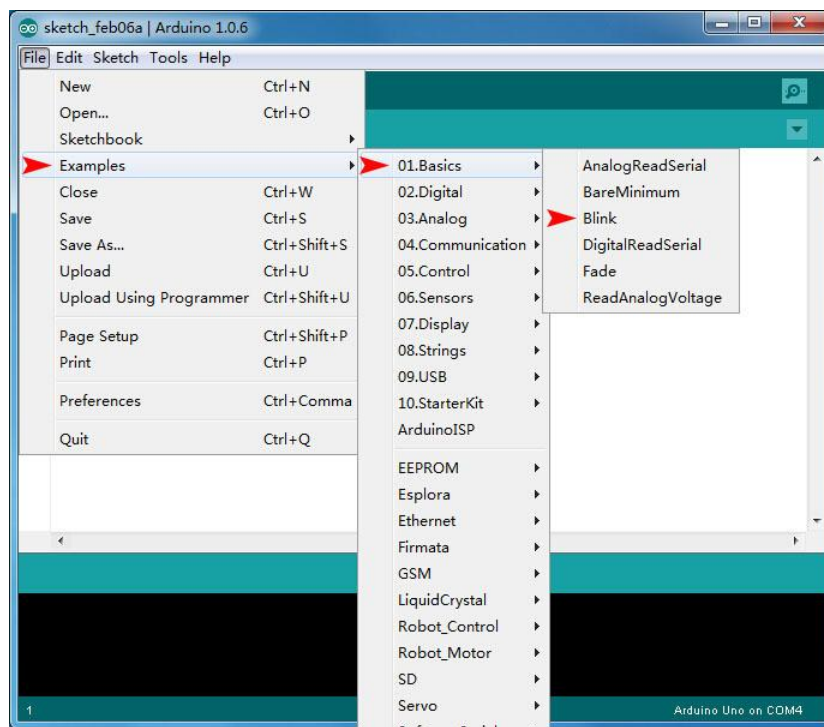 sketch_feb06a | Arduino 1.0.6
File Edit Sketch Tools Help
New Ctrl+N
Open... Ctrl+O
Sketchbook
Examples
Close Ctrl+W
Save Ctrl+S
Save As... Ctrl+Shift+S
Upload Ctrl+U
Upload Using Programmer Ctrl+Shift+U
Page Setup Ctrl+Shift+P
Print Ctrl+P
Preferences Ctrl+Comma
Quit Ctrl+Q
01.Basics
02.Digital
03.Analog
04.Communication
05.Control
06.Sensors
07.Display
08.Strings
09.USB
10.StarterKit
ArduinoISP
EEPROM
Esplora
Ethernet
Firmata
GSM
LiquidCrystal
Robot_Control
Robot_Motor
SD
Servo
AnalogReadSerial
BareMinimum
Blink
DigitalReadSerial
Fade
ReadAnalogVoltage
1
Arduino Uno on COM4